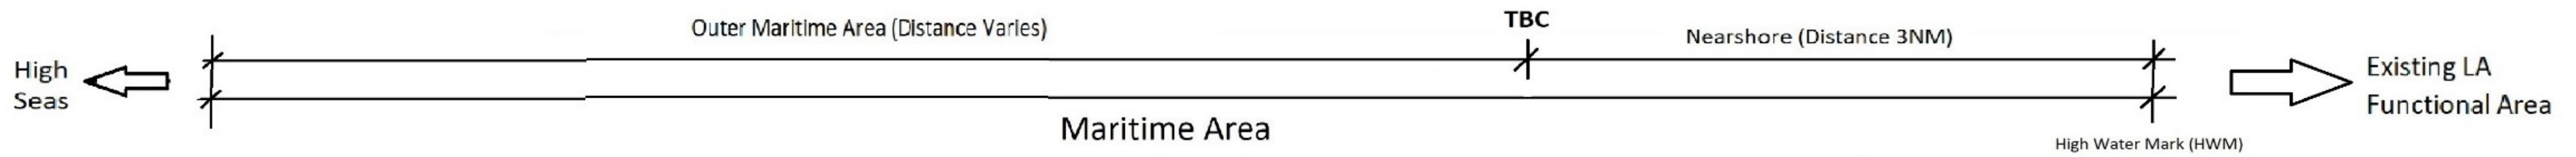 Outer Maritime Area (Distance Varies)
TBC
Nearshore (Distance 3NM)
High
Seas
Existing LA
Functional Area
Maritime Area
High Water Mark (HWM)